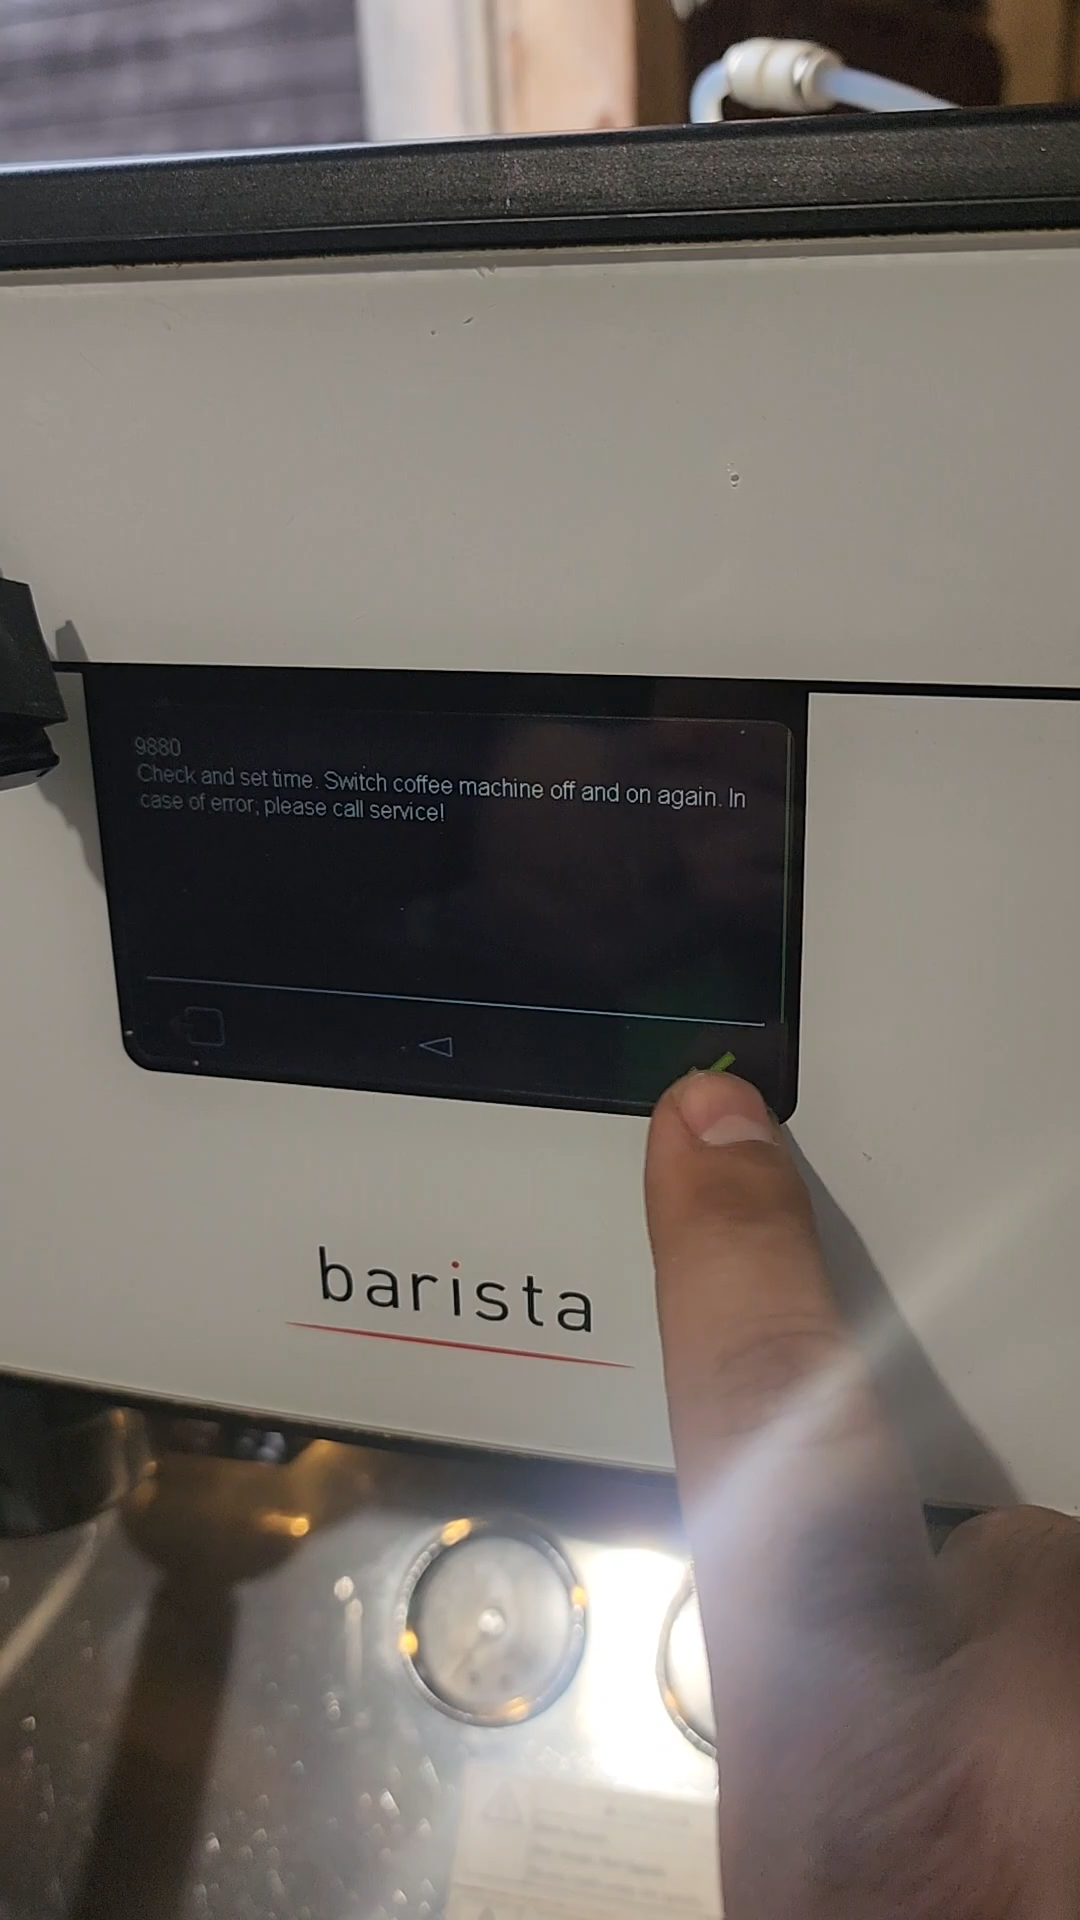 9880
Check and set time. Switch coffee machine off and on again. In
case of error, please call service!
barista